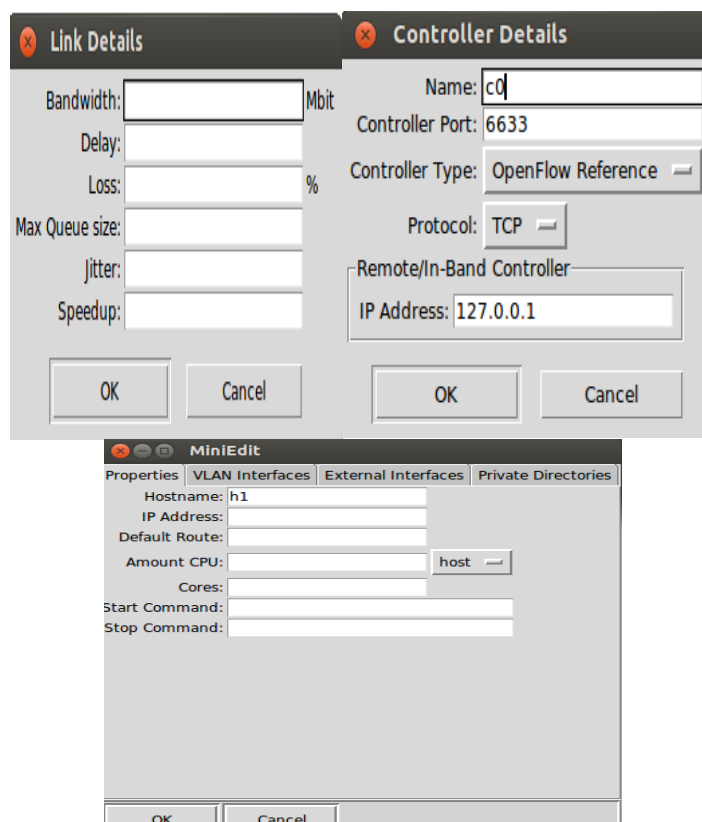 Link Details
Bandwidth: Mbit
Delay:
Loss: %
Max Queue size:
Jitter:
Speedup:
OK Cancel
Controller Details
Name: c0
Controller Port: 6633
Controller Type: OpenFlow Reference
Protocol: TCP
Remote/In-Band Controller
IP Address: 127.0.0.1
OK Cancel
MiniEdit
Properties VLAN Interfaces External Interfaces Private Directories
Hostname: h1
IP Address:
Default Route:
Amount CPU: host
Cores:
Start Command:
Stop Command:
OK Cancel